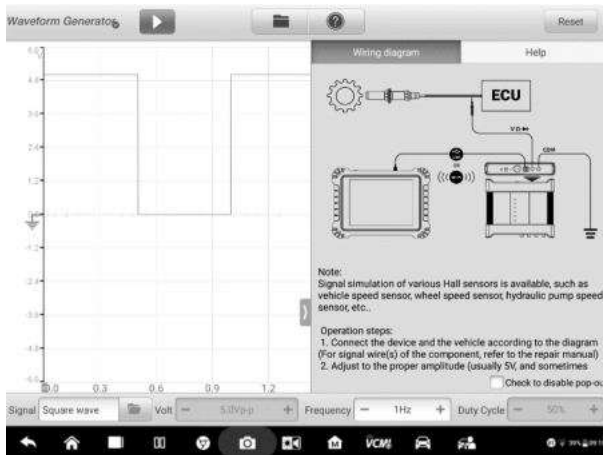 Waveform Generator
Reset
Wiring diagram
Help
ECU
COM
Note:
Signal simulation of various Hall sensors is available, such as
vehicle speed sensor, wheel speed sensor, hydraulic pump speed
sensor, etc..
Operation steps:
1. Connect the device and the vehicle according to the diagram
(For signal wire(s) of the component, refer to the repair manual)
2. Adjust to the proper amplitude (usually 5V, and sometimes
Check to disable pop-ou
0.0 0.3 0.6 0.9 1.2
Signal Square wave Volt − 5.0Vp-p + Frequency − 1Hz + Duty Cycle − 50% +
VCMI